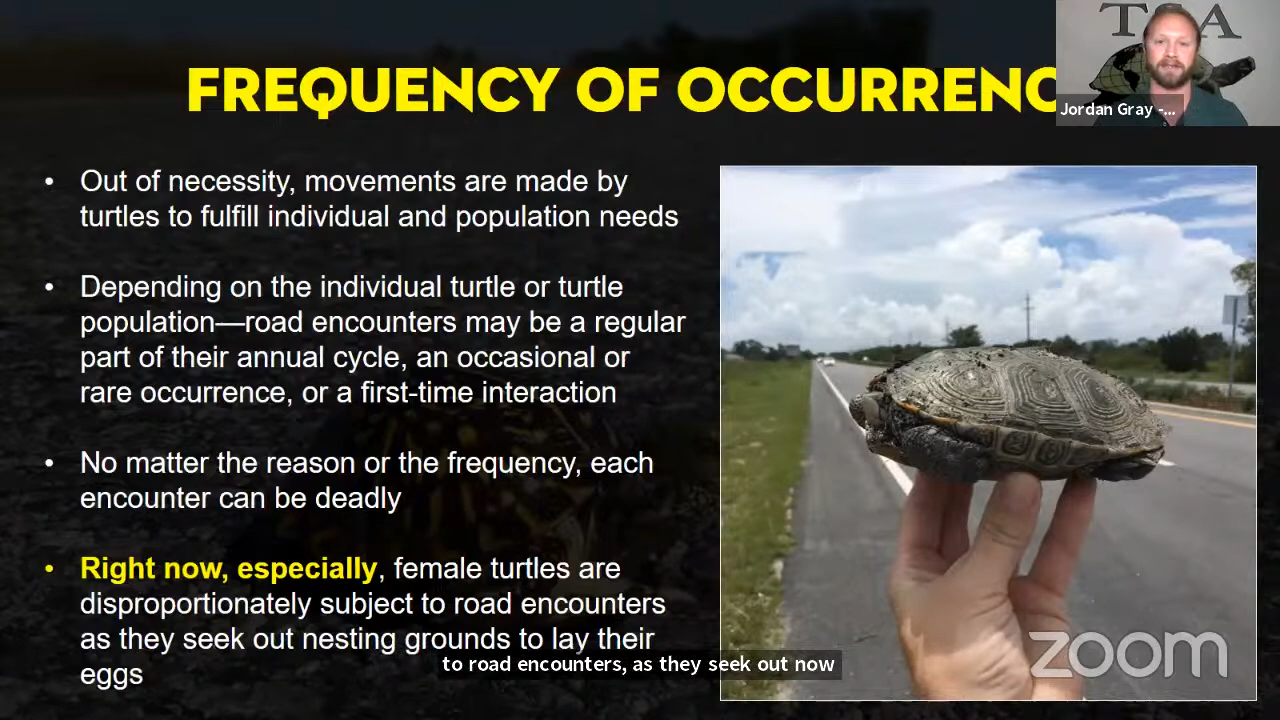 TSA
FREQUENCY OF OCCURRENC
Jordan Gray -...
• Out of necessity, movements are made by
turtles to fulfill individual and population needs
• Depending on the individual turtle or turtle
population—road encounters may be a regular
part of their annual cycle, an occasional or
rare occurrence, or a first-time interaction
• No matter the reason or the frequency, each
encounter can be deadly
• Right now, especially, female turtles are
disproportionately subject to road encounters
as they seek out nesting grounds to lay their
eggs
to road encounters, as they seek out now
zoom